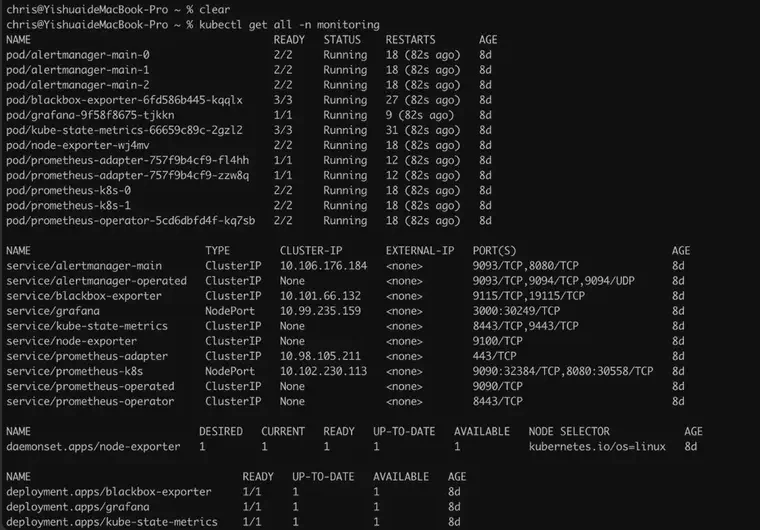 chris@YishuaideMacBook-Pro ~ % clear
chris@YishuaideMacBook-Pro ~ % kubectl get all -n monitoring
NAME READY STATUS RESTARTS AGE
pod/alertmanager-main-0 2/2 Running 18 (82s ago) 8d
pod/alertmanager-main-1 2/2 Running 18 (82s ago) 8d
pod/alertmanager-main-2 2/2 Running 18 (82s ago) 8d
pod/blackbox-exporter-6fd586b445-kqqlx 3/3 Running 27 (82s ago) 8d
pod/grafana-9f58f8675-tjkkn 1/1 Running 9 (82s ago) 8d
pod/kube-state-metrics-66659c89c-2gzl2 3/3 Running 31 (82s ago) 8d
pod/node-exporter-wj4mv 2/2 Running 18 (82s ago) 8d
pod/prometheus-adapter-757f9b4cf9-fl4hh 1/1 Running 12 (82s ago) 8d
pod/prometheus-adapter-757f9b4cf9-zzw8q 1/1 Running 12 (82s ago) 8d
pod/prometheus-k8s-0 2/2 Running 18 (82s ago) 8d
pod/prometheus-k8s-1 2/2 Running 18 (82s ago) 8d
pod/prometheus-operator-5cd6dbfd4f-kq7sb 2/2 Running 18 (82s ago) 8d
NAME TYPE CLUSTER-IP EXTERNAL-IP PORT(S) AGE
service/alertmanager-main ClusterIP 10.106.176.184 <none> 9093/TCP,8080/TCP 8d
service/alertmanager-operated ClusterIP None <none> 9093/TCP,9094/TCP,9094/UDP 8d
service/blackbox-exporter ClusterIP 10.101.66.132 <none> 9115/TCP,19115/TCP 8d
service/grafana NodePort 10.99.235.159 <none> 3000:30249/TCP 8d
service/kube-state-metrics ClusterIP None <none> 8443/TCP,9443/TCP 8d
service/node-exporter ClusterIP None <none> 9100/TCP 8d
service/prometheus-adapter ClusterIP 10.98.105.211 <none> 443/TCP 8d
service/prometheus-k8s NodePort 10.102.230.113 <none> 9090:32384/TCP,8080:30558/TCP 8d
service/prometheus-operated ClusterIP None <none> 9090/TCP 8d
service/prometheus-operator ClusterIP None <none> 8443/TCP 8d
NAME DESIRED CURRENT READY UP-TO-DATE AVAILABLE NODE SELECTOR AGE
daemonset.apps/node-exporter 1 1 1 1 1 kubernetes.io/os=linux 8d
NAME READY UP-TO-DATE AVAILABLE AGE
deployment.apps/blackbox-exporter 1/1 1 1 8d
deployment.apps/grafana 1/1 1 1 8d
deployment.apps/kube-state-metrics 1/1 1 1 8d